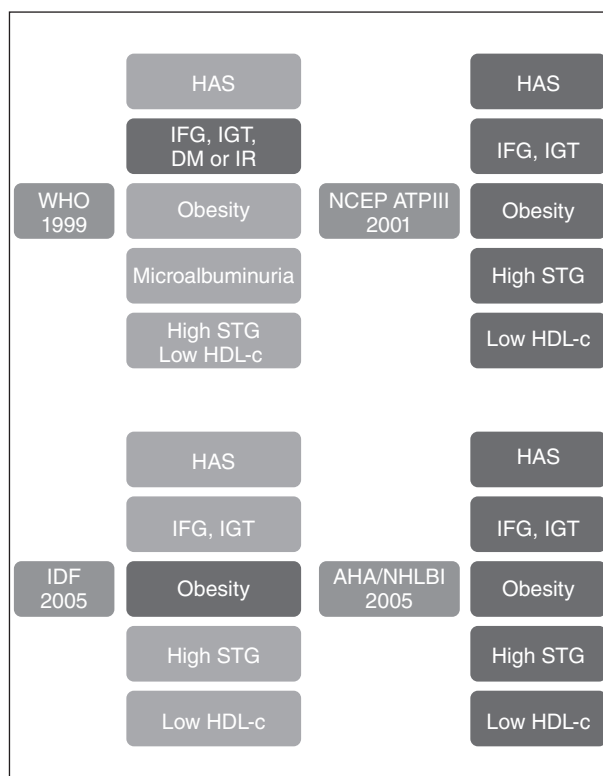 HAS
IFG, IGT,
DM or IR
WHO
1999
Obesity
Microalbuminuria
High STG
Low HDL-c
HAS
IFG, IGT
NCEP ATPIII
2001
Obesity
High STG
Low HDL-c
HAS
IFG, IGT
IDF
2005
Obesity
High STG
Low HDL-c
HAS
IFG, IGT
AHA/NHLBI
2005
Obesity
High STG
Low HDL-c